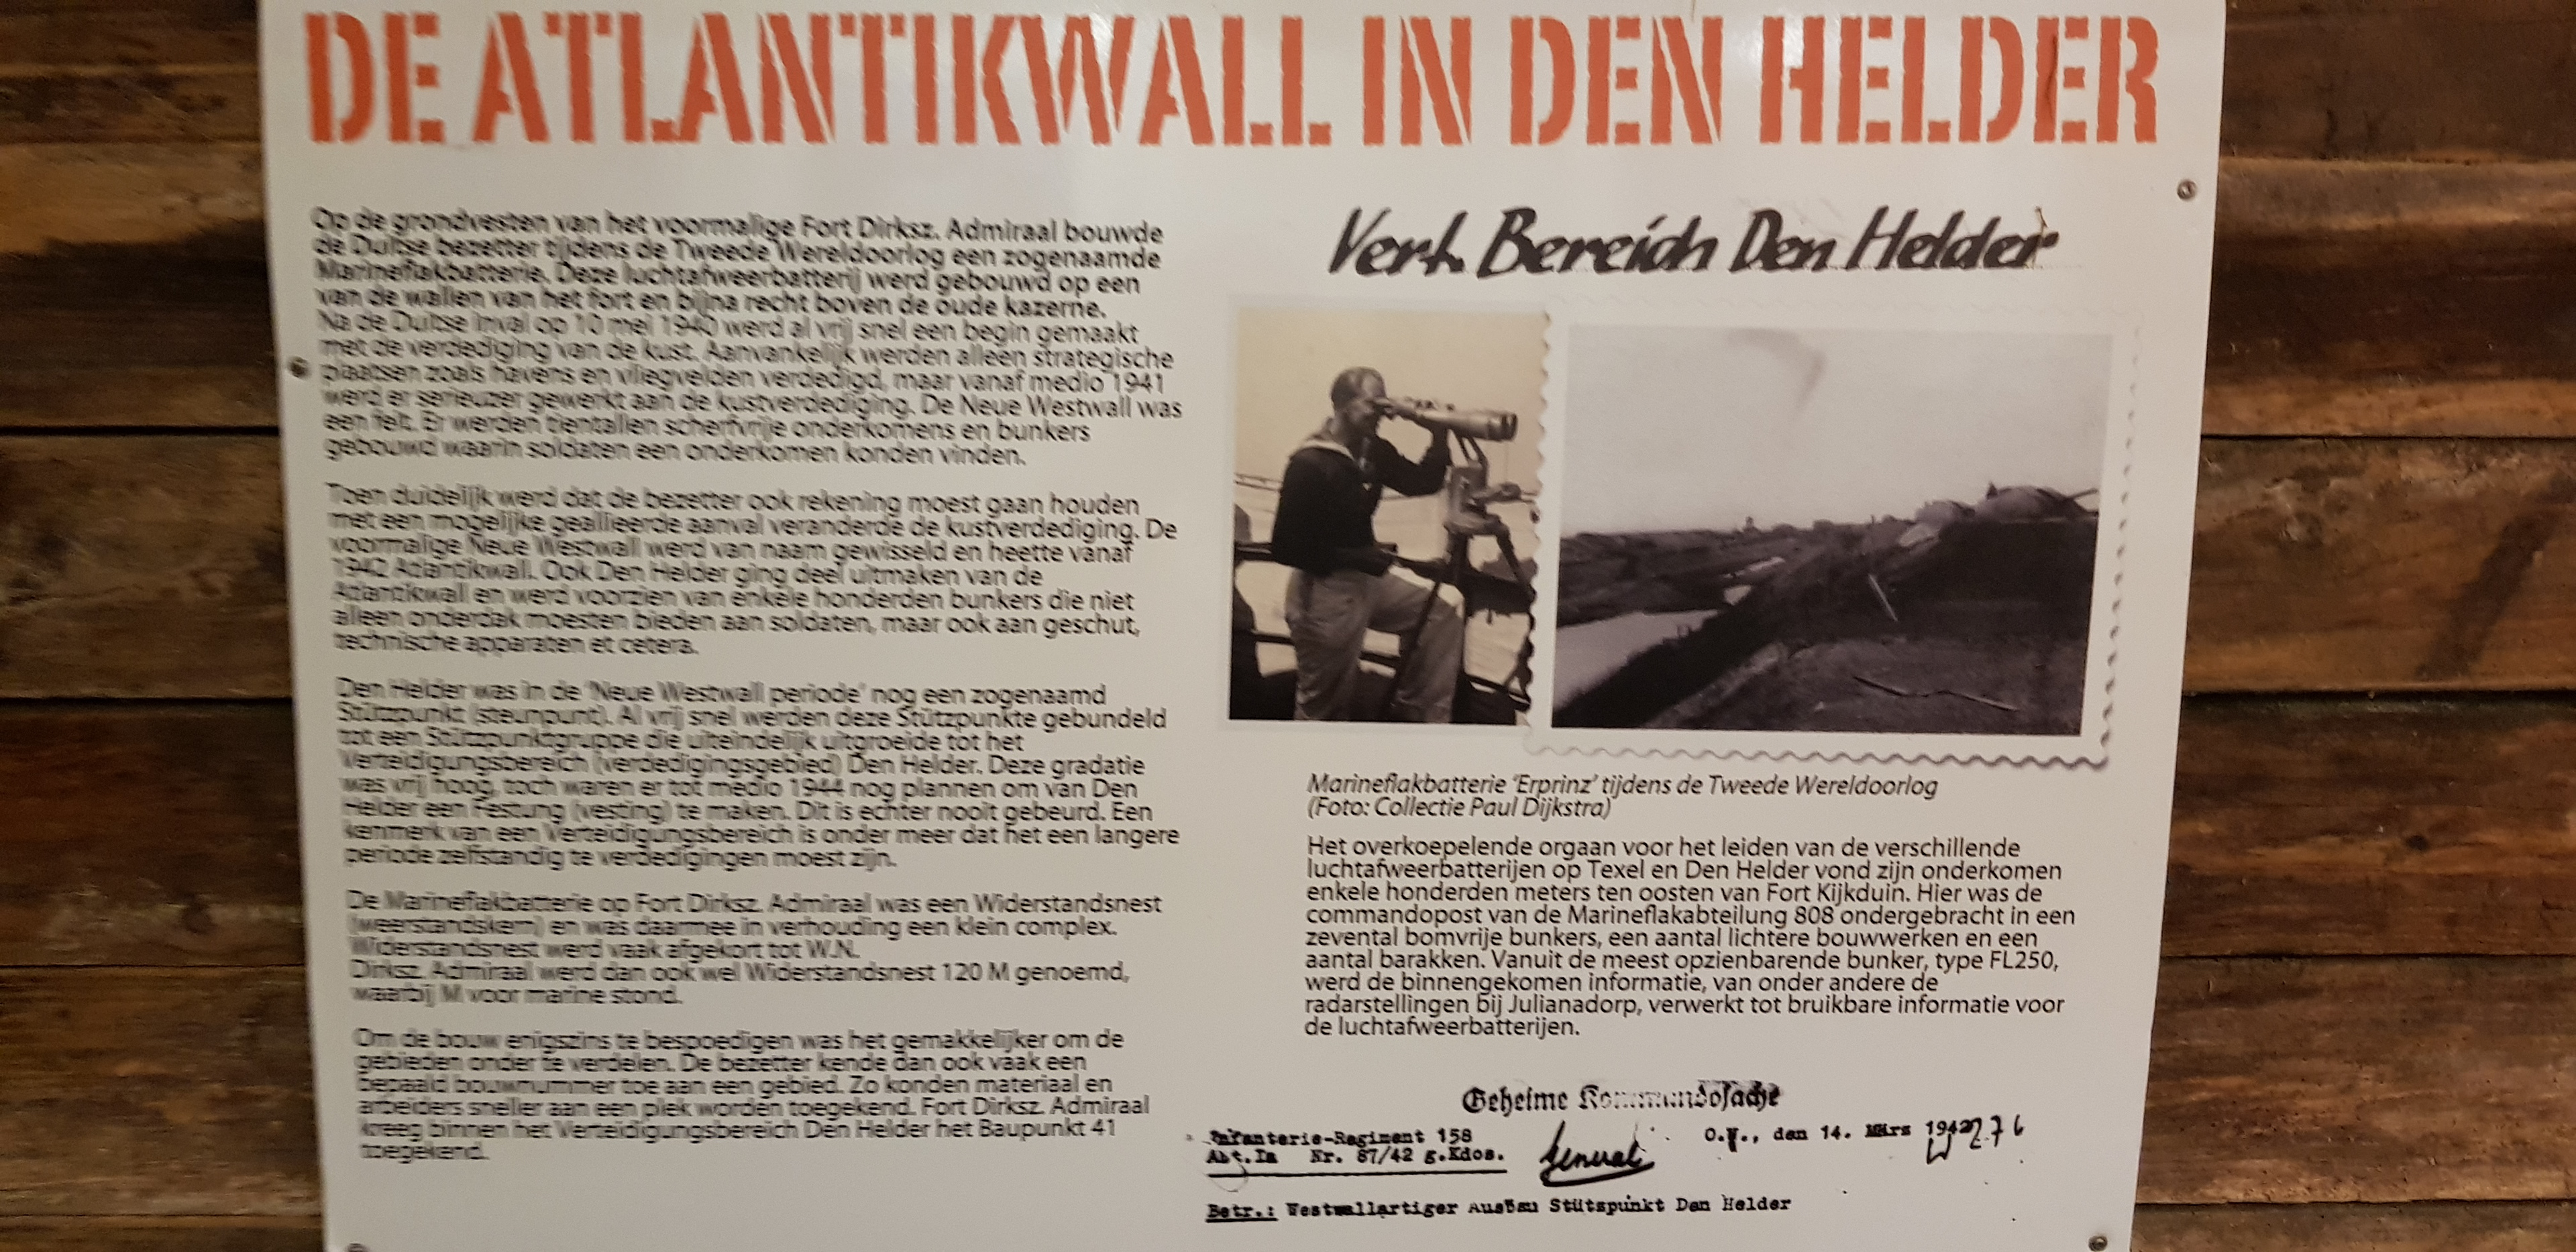 DE ATLANTIKWALL IN DEN HELDER
Op de grondvesten van het voormalige Fort Dirksz. Admiraal bouwde
de Duitse bezetter tijdens de Tweede Wereldoorlog een zogenaamde
Marineflakbatterie. Deze luchtafweerbatterij werd gebouwd op een
van de wallen van het fort en bijna recht boven de oude kazerne.
Na de Duitse inval op 10 mei 1940 werd al vrij snel een begin gemaakt
met de verdediging van de kust. Aanvankelijk werden alleen strategische
plaatsen zoals havens en vliegvelden verdedigd, maar vanaf medio 1941
werd er serieuzer gewerkt aan de kustverdediging. De Neue Westwall was
een feit. Er werden tientallen scherfvrije onderkomens en bunkers
gebouwd waarin soldaten een onderkomen konden vinden.
Toen duidelijk werd dat de bezetter ook rekening moest gaan houden
met een mogelijke geallieerde aanval veranderde de kustverdediging. De
voormalige Neue Westwall werd van naam gewisseld en heette vanaf
1942 Atlantikwall. Ook Den Helder ging deel uitmaken van de
Atlantikwall en werd voorzien van enkele honderden bunkers die niet
alleen onderdak moesten bieden aan soldaten, maar ook aan geschut,
technische apparaten et cetera.
Den Helder was in de 'Neue Westwall periode' nog een zogenaamd
Stützpunkt (steunpunt). Al vrij snel werden deze Stützpunkte gebundeld
tot een Stützpunktgruppe die uiteindelijk uitgroeide tot het
Verteidigungsbereich (verdedigingsgebied) Den Helder. Deze gradatie
was vrij hoog, toch waren er tot medio 1944 nog plannen om van Den
Helder een Festung (vesting) te maken. Dit is echter nooit gebeurd. Een
kenmerk van een Verteidigungsbereich is onder meer dat het een langere
periode zelfstandig te verdedigingen moest zijn.
De Marineflakbatterie op Fort Dirksz. Admiraal was een Widerstandsnest
(weerstandskern) en was daarmee in verhouding een klein complex.
Widerstandsnest werd vaak afgekort tot W.N.
Dirksz. Admiraal werd dan ook wel Widerstandsnest 120 M genoemd,
waarbij M voor marine stond.
Om de bouw enigszins te bespoedigen was het gemakkelijker om de
gebieden onder te verdelen. De bezetter kende dan ook vaak een
bepaald bouwnummer toe aan een gebied. Zo konden materiaal en
arbeiders sneller aan een plek worden toegekend. Fort Dirksz. Admiraal
kreeg binnen het Verteidigungsbereich Den Helder het Baupunkt 41
toegekend.
Vert. Bereich Den Helder
Marineflakbatterie 'Erprinz' tijdens de Tweede Wereldoorlog
(Foto: Collectie Paul Dijkstra)
Het overkoepelende orgaan voor het leiden van de verschillende
luchtafweerbatterijen op Texel en Den Helder vond zijn onderkomen
enkele honderden meters ten oosten van Fort Kijkduin. Hier was de
commandopost van de Marineflakabteilung 808 ondergebracht in een
zevental bomvrije bunkers, een aantal lichtere bouwwerken en een
aantal barakken. Vanuit de meest opzienbarende bunker, type FL250,
werd de binnengekomen informatie, van onder andere de
radarstellingen bij Julianadorp, verwerkt tot bruikbare informatie voor
de luchtafweerbatterijen.
Geheime Kommandosache
Infanterie-Regiment 158
O.U., den 14. März 1942
Abt.Ia Nr. 87/42 g.Kdos.
General
276
Betr.: Westwallartiger Ausbau Stützpunkt Den Helder